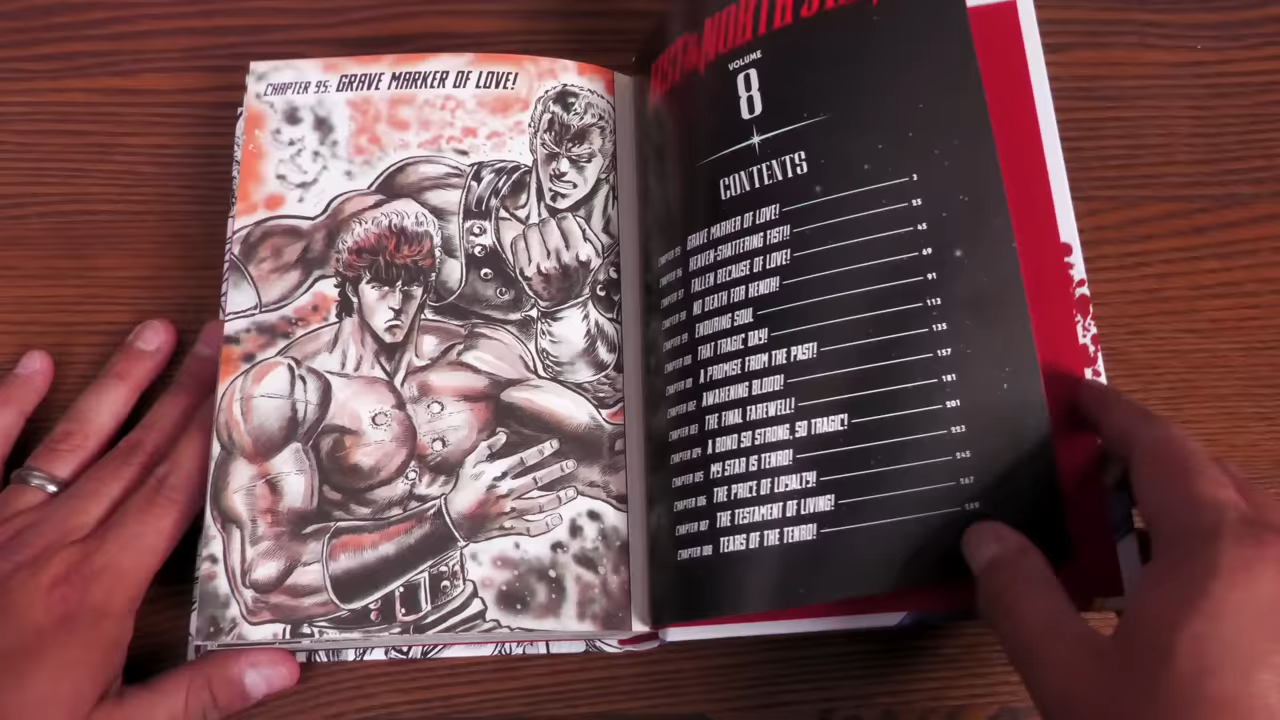 CHAPTER 95: GRAVE MARKER OF LOVE!
FIST OF THE NORTH
VOLUME
8
CONTENTS
CHAPTER 95 GRAVE MARKER OF LOVE! 3
CHAPTER 96 HEAVEN-SHATTERING FIST!! 25
CHAPTER 97 FALLEN BECAUSE OF LOVE! 45
CHAPTER 98 NO DEATH FOR KENOH! 69
CHAPTER 99 ENDURING SOUL 91
CHAPTER 100 THAT TRAGIC DAY! 113
CHAPTER 101 A PROMISE FROM THE PAST! 135
CHAPTER 102 AWAKENING BLOOD! 157
CHAPTER 103 THE FINAL FAREWELL! 181
CHAPTER 104 A BOND SO STRONG, SO TRAGIC! 201
CHAPTER 105 MY STAR IS TENRO! 223
CHAPTER 106 THE PRICE OF LOYALTY! 245
CHAPTER 107 THE TESTAMENT OF LIVING! 267
CHAPTER 108 TEARS OF THE TENRO! 289